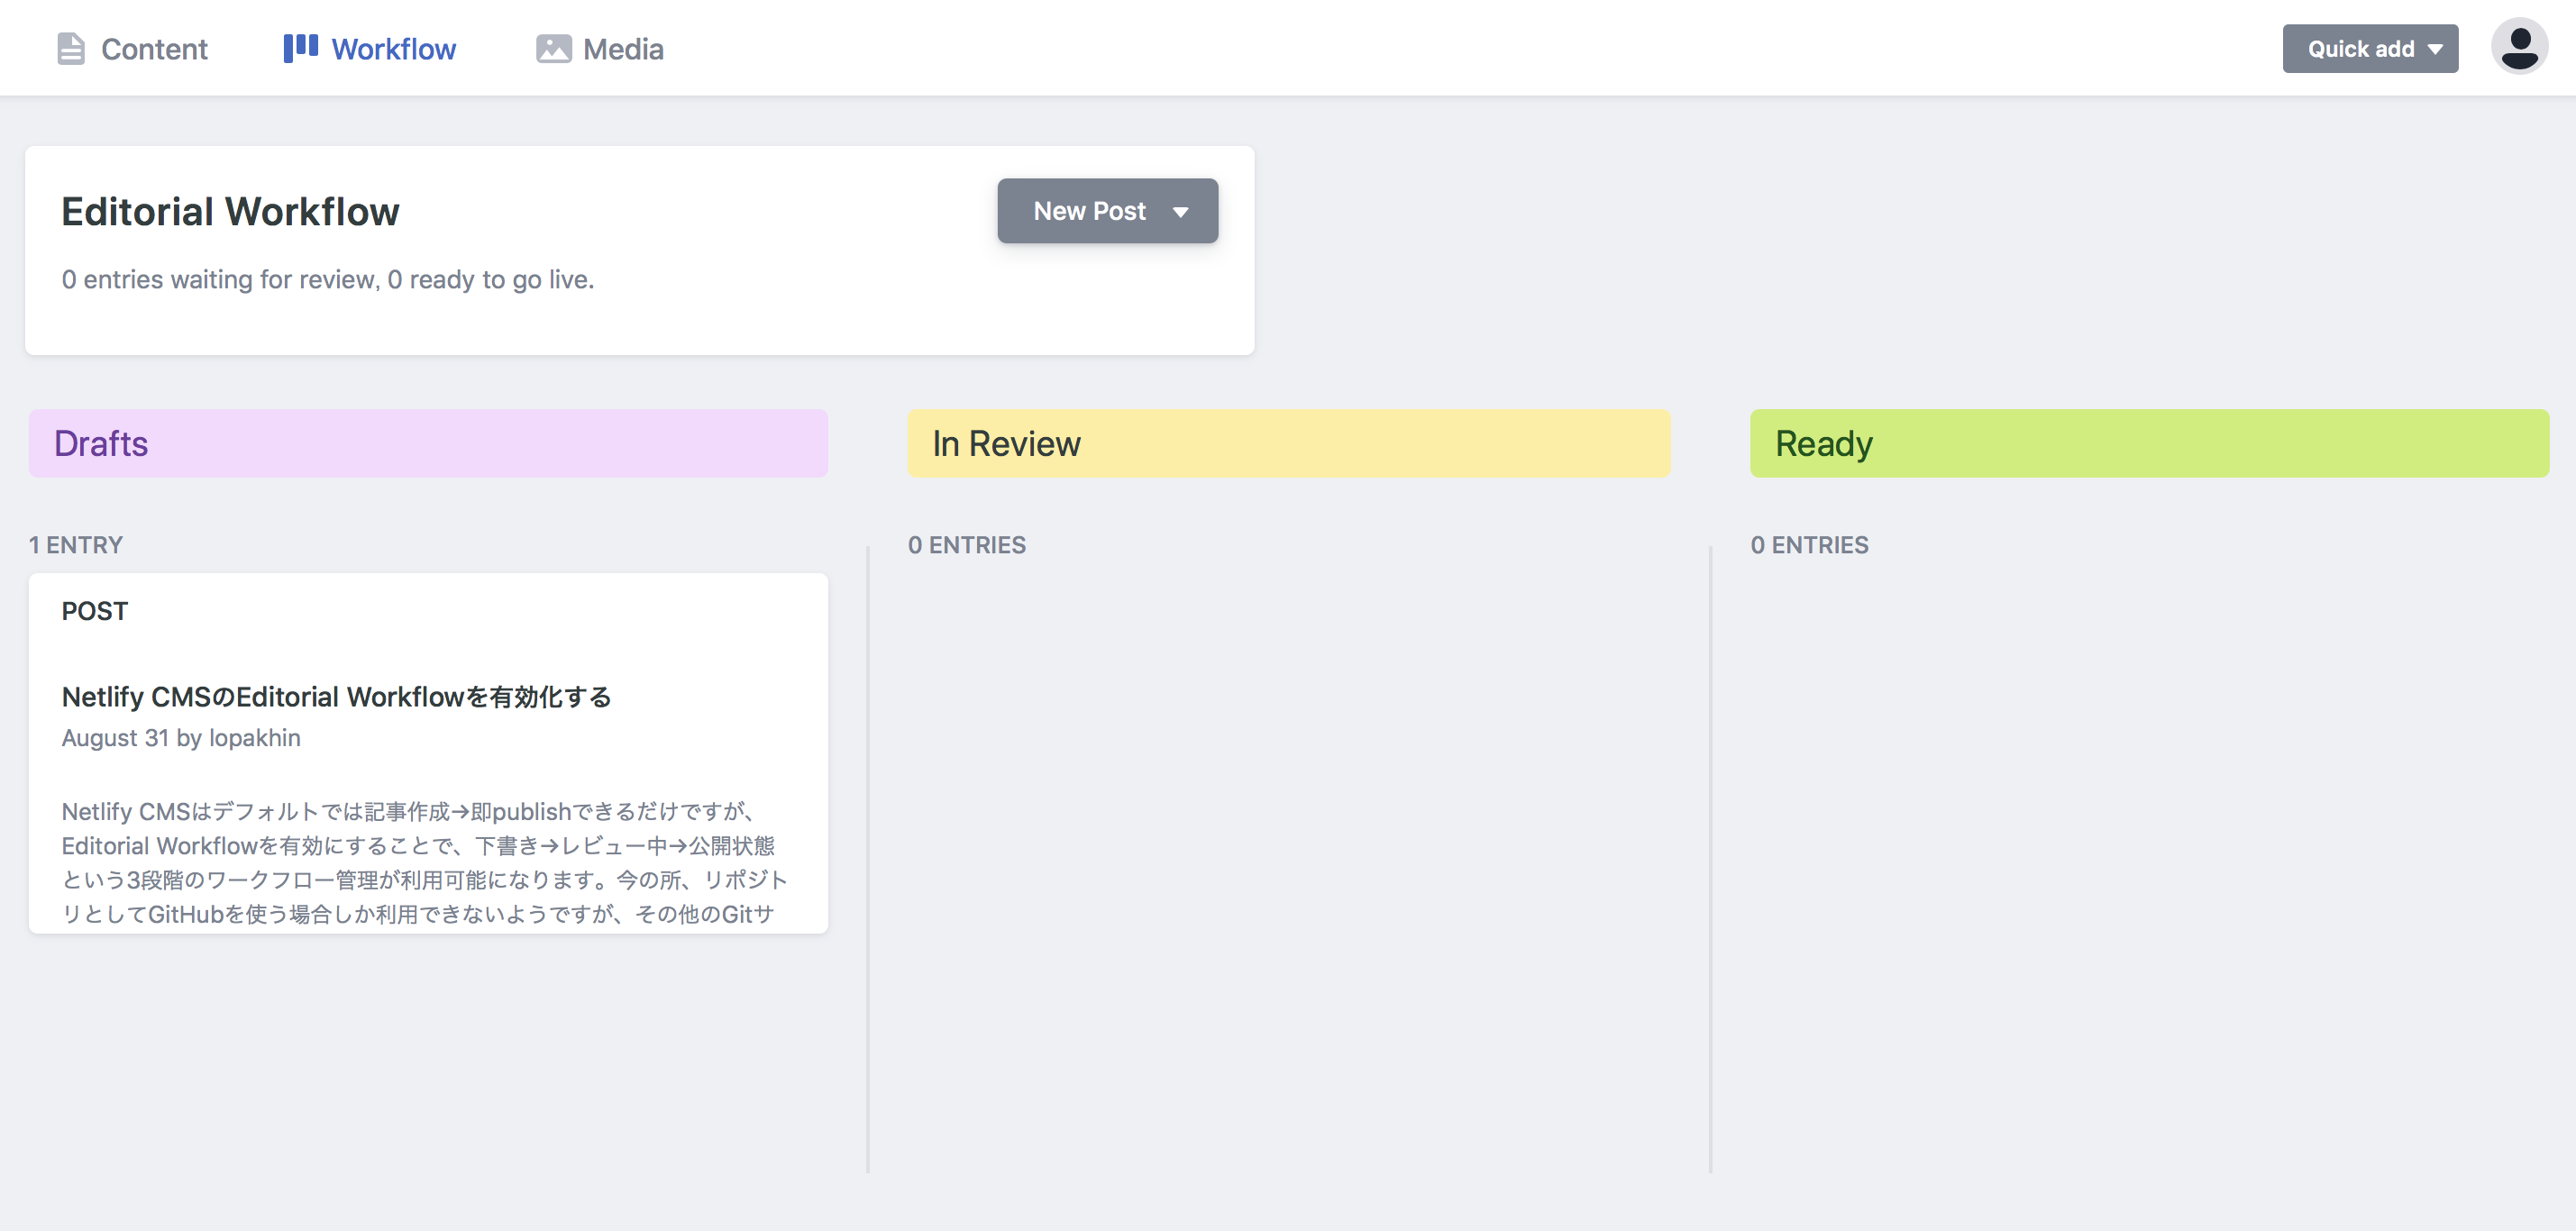 Content
Workflow
Media
Quick add
Editorial Workflow
New Post
0 entries waiting for review, 0 ready to go live.
Drafts
In Review
Ready
1 ENTRY
0 ENTRIES
0 ENTRIES
POST
Netlify CMSのEditorial Workflowを有効化する
August 31 by lopakhin
Netlify CMSはデフォルトでは記事作成→即publishできるだけですが、
Editorial Workflowを有効にすることで、下書き→レビュー中→公開状態
という3段階のワークフロー管理が利用可能になります。今の所、リポジト
リとしてGitHubを使う場合しか利用できないようですが、その他のGitサ